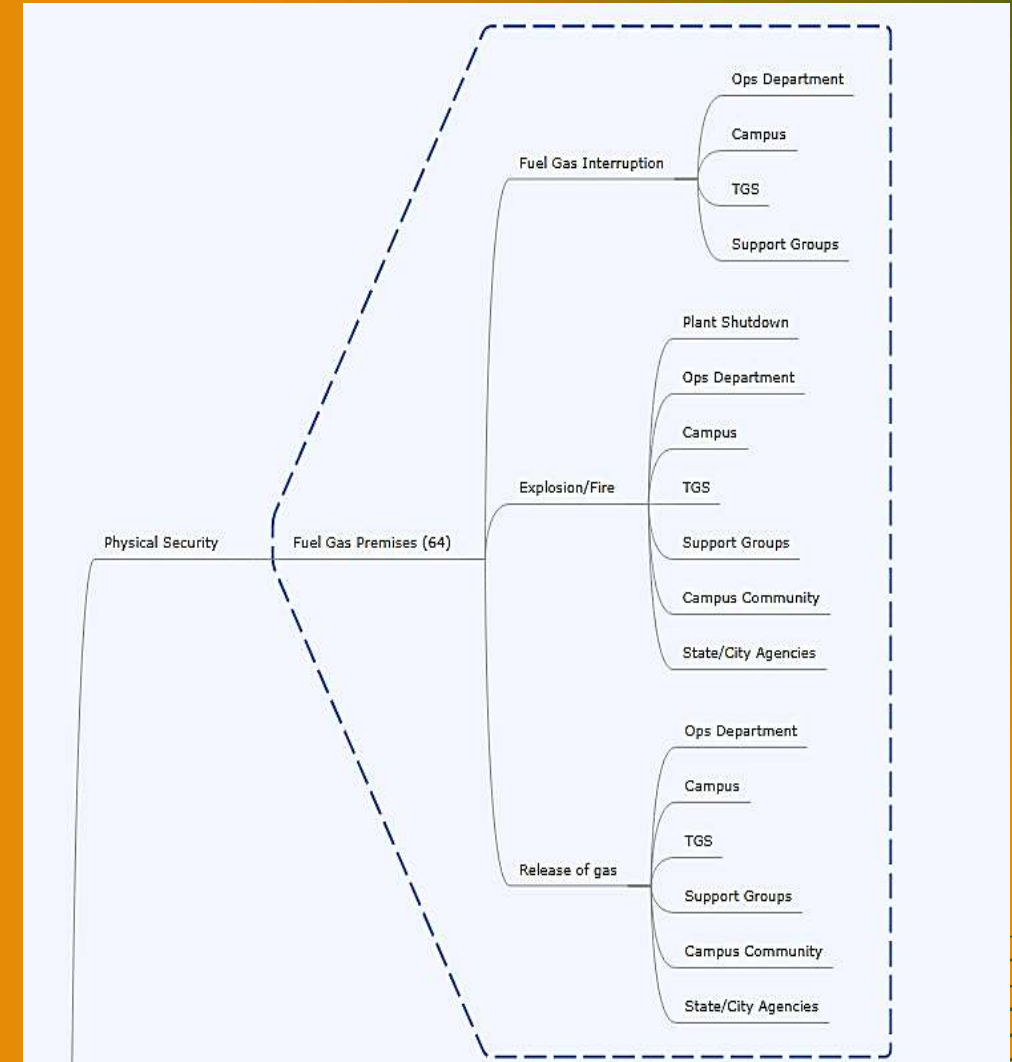 Physical Security
Fuel Gas Premises (64)
Fuel Gas Interruption
Ops Department
Campus
TGS
Support Groups
Explosion/Fire
Plant Shutdown
Ops Department
Campus
TGS
Support Groups
Campus Community
State/City Agencies
Release of gas
Ops Department
Campus
TGS
Support Groups
Campus Community
State/City Agencies